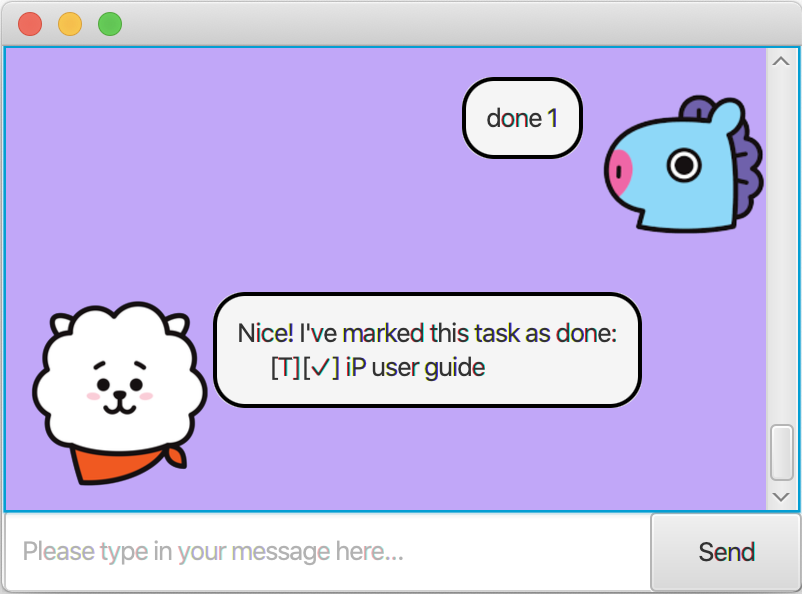 done 1
Nice! I've marked this task as done:
[T][✓] iP user guide
Please type in your message here...
Send